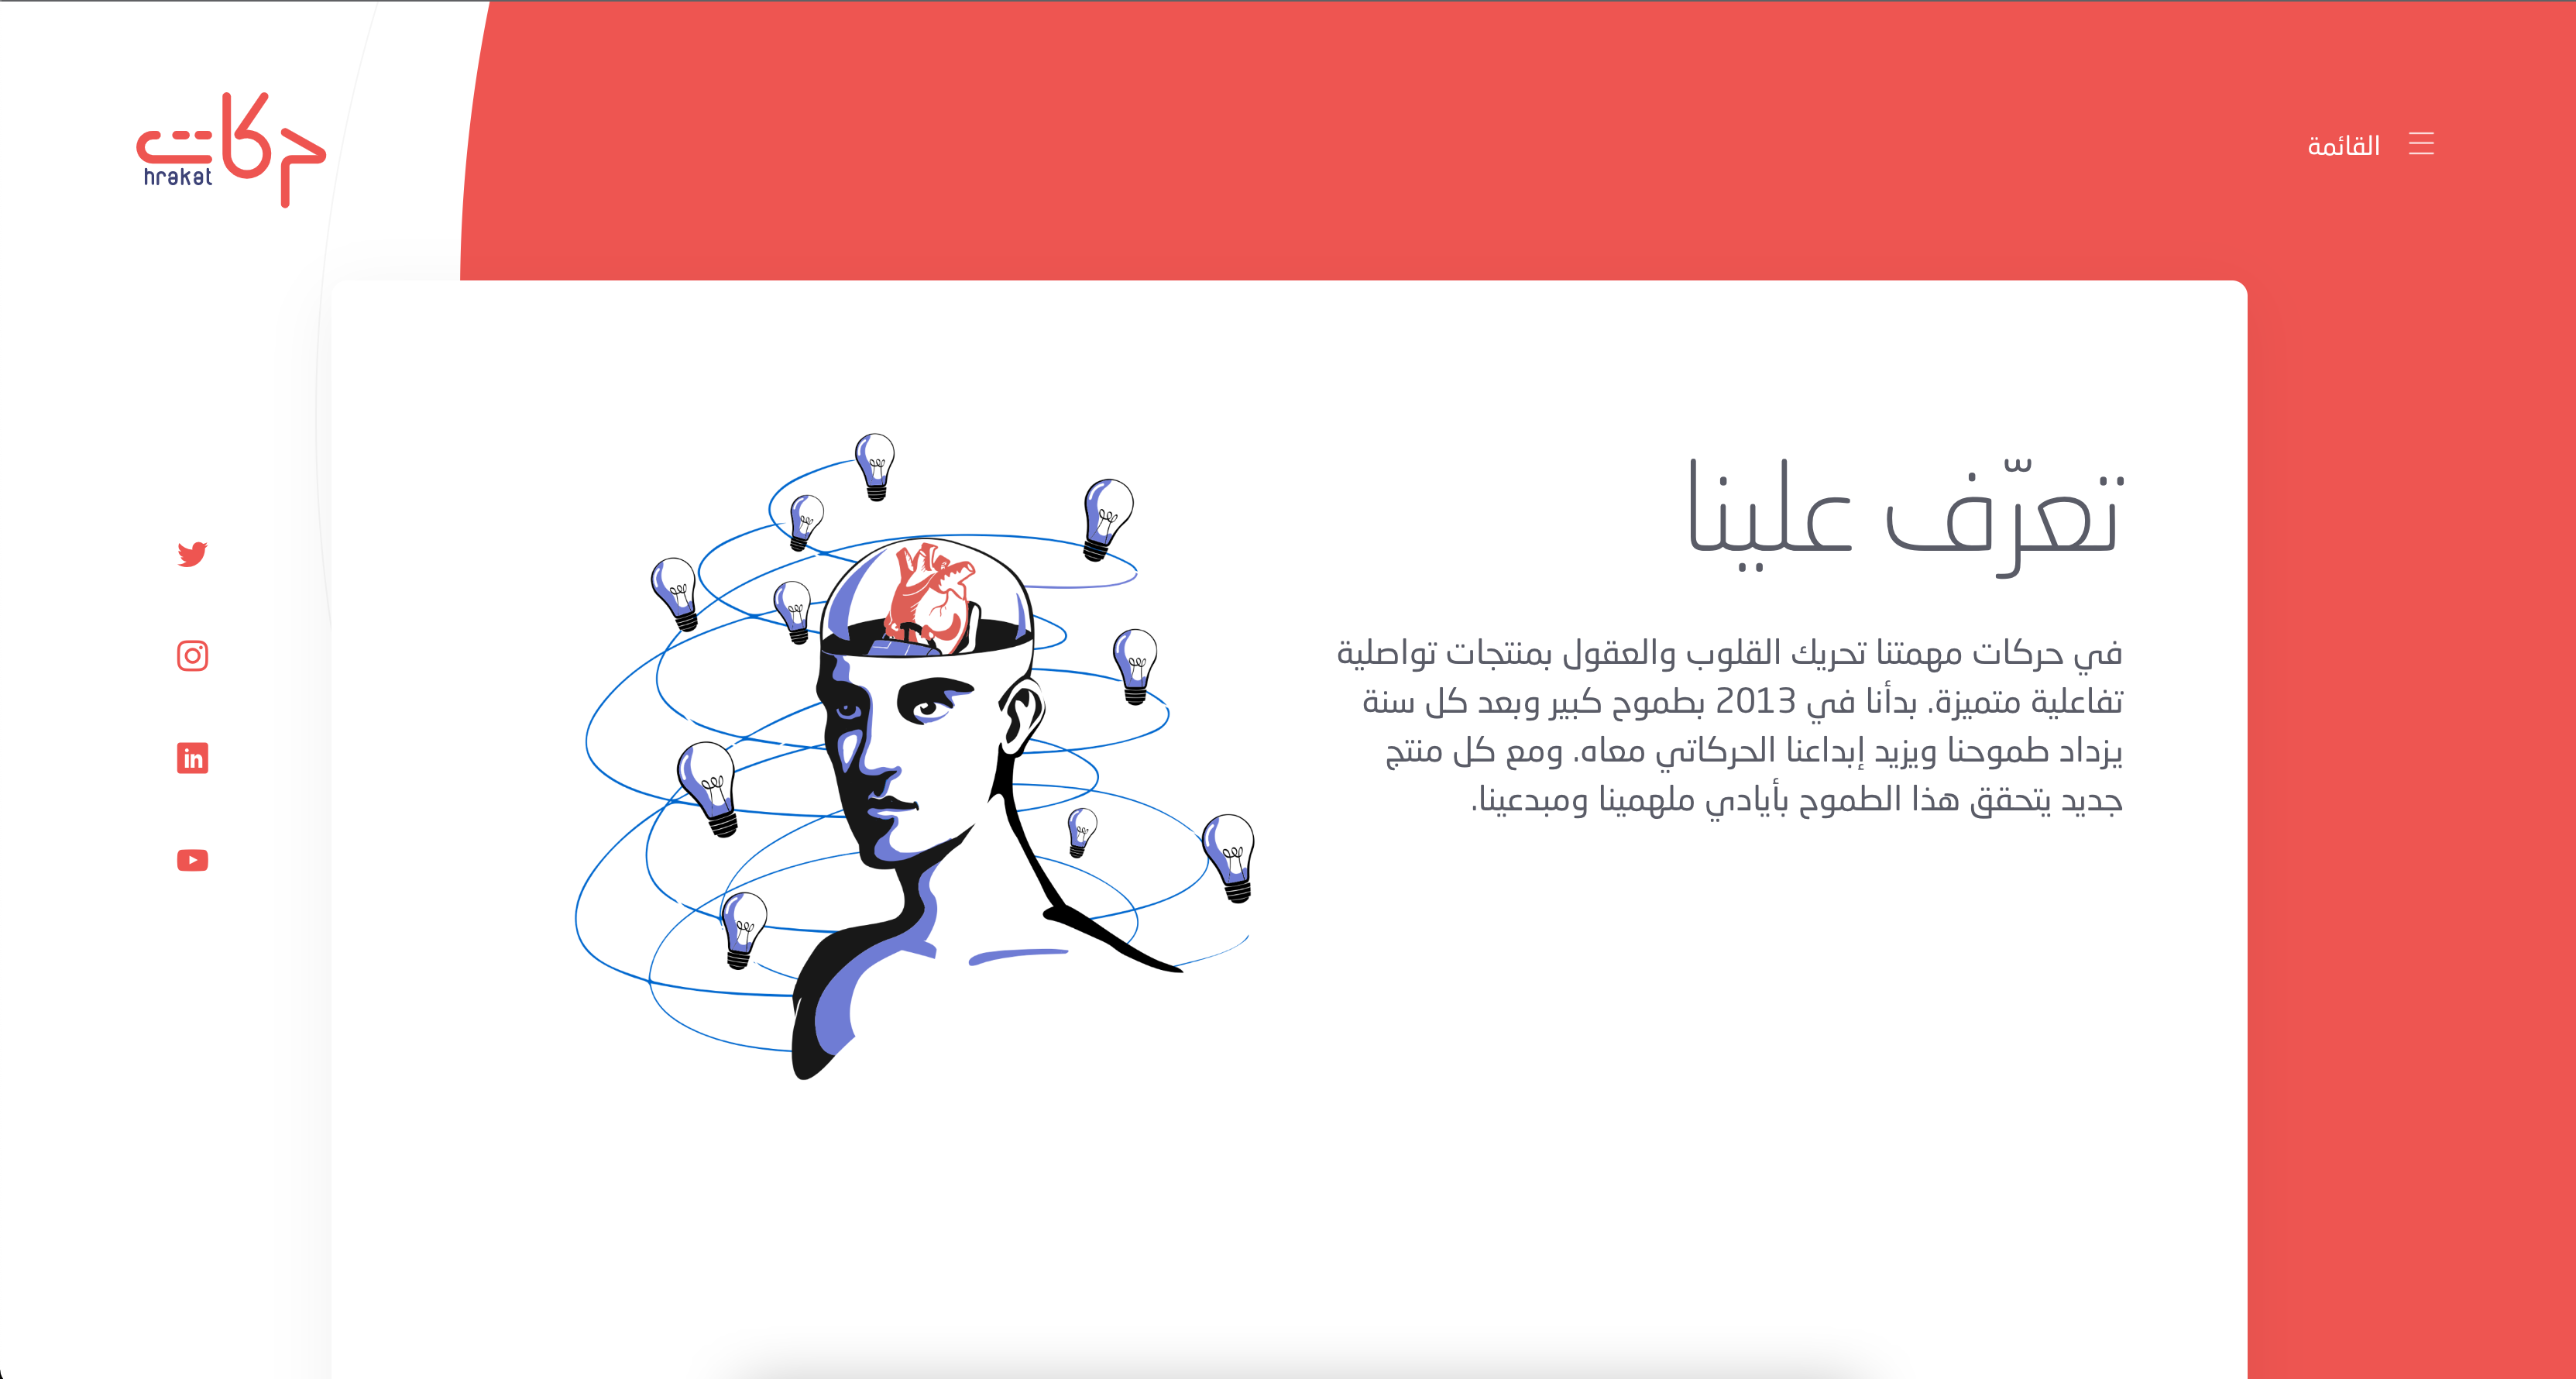 القائمة
حركات
hrakat
تعرّف علينا
في حركات مهمتنا تحريك القلوب والعقول بمنتجات تواصلية
تفاعلية متميزة. بدأنا في 2013 بطموح كبير وبعد كل سنة
يزداد طموحنا ويزيد إبداعنا الحركاتي معاه. ومع كل منتج
جديد يتحقق هذا الطموح بأيادي ملهمينا ومبدعينا.
in